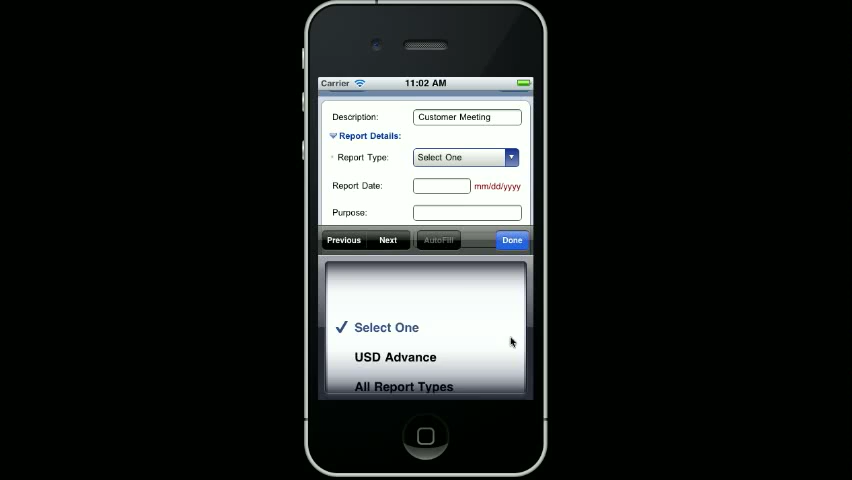 Carrier 11:02 AM
Description: Customer Meeting
Report Details:
Report Type: Select One
Report Date: mm/dd/yyyy
Purpose:
Previous Next AutoFill Done
Select One
USD Advance
All Report Types